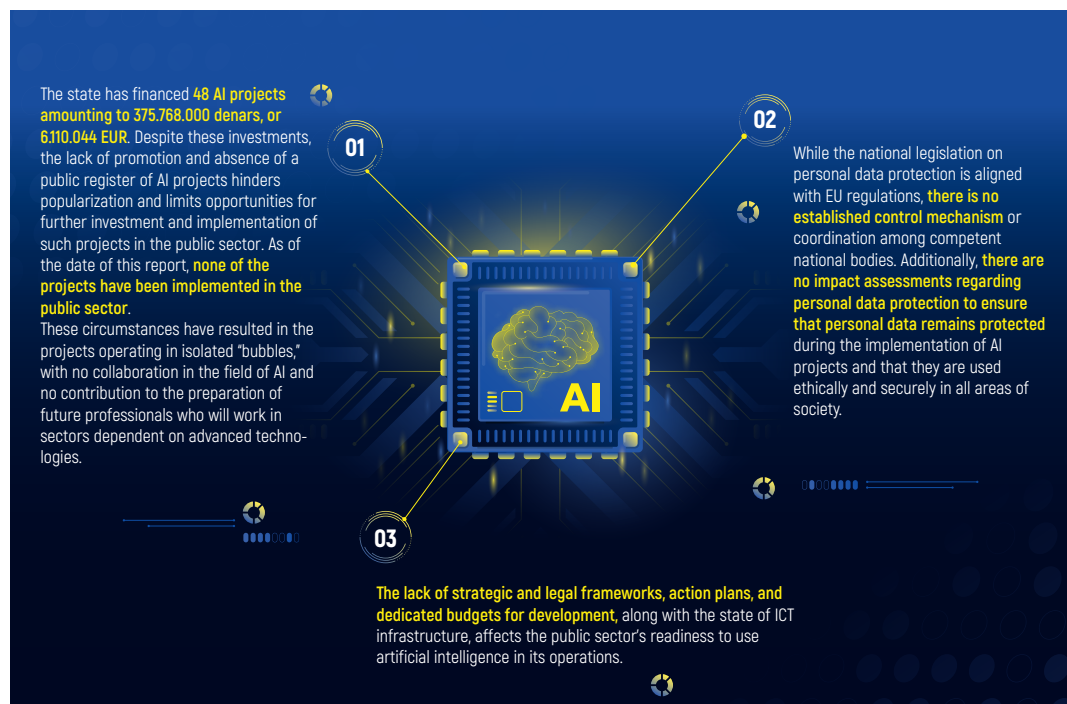 The state has financed 48 AI projects
amounting to 375.768.000 denars, or
6.110.044 EUR. Despite these investments,
the lack of promotion and absence of a
public register of AI projects hinders
popularization and limits opportunities for
further investment and implementation of
such projects in the public sector. As of
the date of this report, none of the
projects have been implemented in the
public sector.
These circumstances have resulted in the
projects operating in isolated “bubbles,”
with no collaboration in the field of AI and
no contribution to the preparation of
future professionals who will work in
sectors dependent on advanced techno-
logies.
01
02
While the national legislation on
personal data protection is aligned
with EU regulations, there is no
established control mechanism or
coordination among competent
national bodies. Additionally, there are
no impact assessments regarding
personal data protection to ensure
that personal data remains protected
during the implementation of AI
projects and that they are used
ethically and securely in all areas of
society.
AI
03
The lack of strategic and legal frameworks, action plans, and
dedicated budgets for development, along with the state of ICT
infrastructure, affects the public sector's readiness to use
artificial intelligence in its operations.